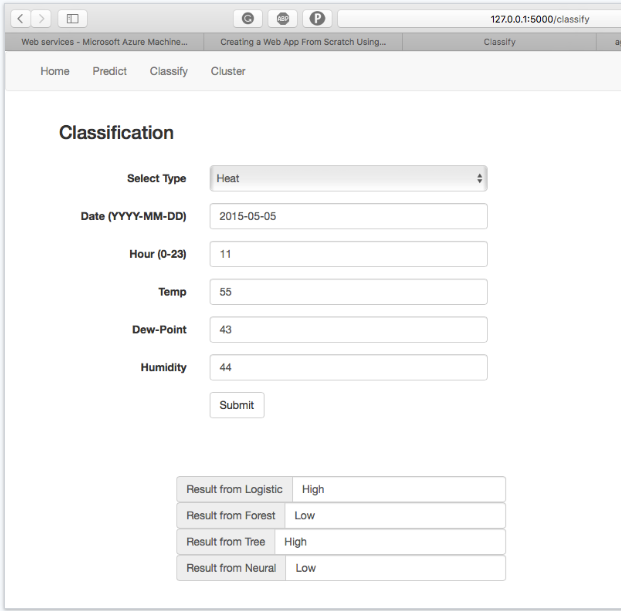 ABP
127.0.0.1:5000/classify
Web services - Microsoft Azure Machine... Creating a Web App From Scratch Using... Classify
Home Predict Classify Cluster
Classification
Select Type Heat
Date (YYYY-MM-DD) 2015-05-05
Hour (0-23) 11
Temp 55
Dew-Point 43
Humidity 44
Submit
Result from Logistic High
Result from Forest Low
Result from Tree High
Result from Neural Low